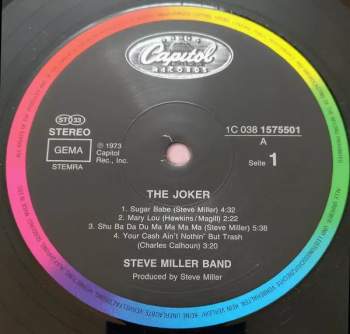 Capitol
RECORDS
ST 33
STEREO
GEMA
STEMRA
℗ 1973
Capitol
Rec., Inc.
1C 038 1575501
A
Seite 1
THE JOKER
1. Sugar Babe (Steve Miller) 4:32
2. Mary Lou (Hawkins/Magill) 2:21
3. Shu Ba Da Du Ma Ma Ma Ma (Steve Miller) 5:38
4. Your Cash Ain't Nothin' But Trash
(Charles Calhoun) 3:20
STEVE MILLER BAND
Produced by Steve Miller